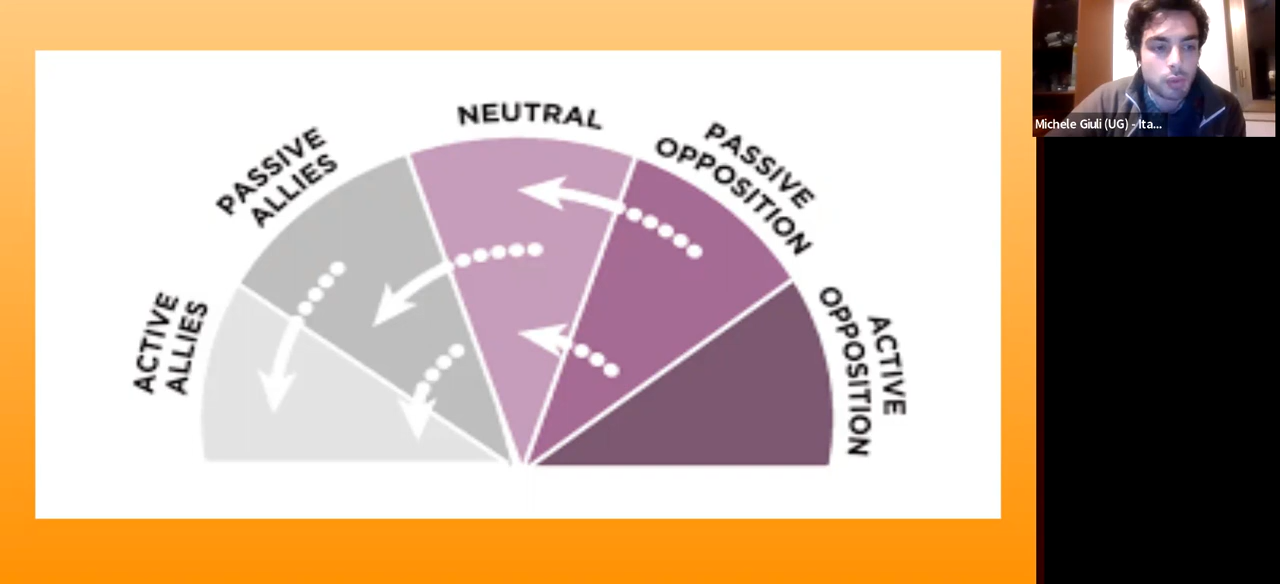 NEUTRAL
PASSIVE
ALLIES
PASSIVE
OPPOSITION
ACTIVE
ALLIES
ACTIVE
OPPOSITION
Michele Giuli (UG) - Ita...